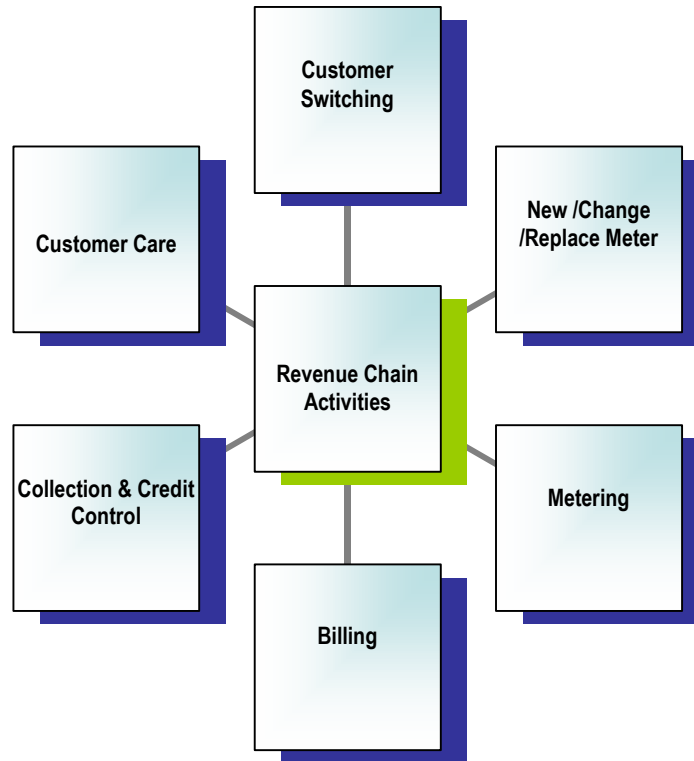 Customer
Switching
New /Change
/Replace Meter
Customer Care
Revenue Chain
Activities
Collection & Credit
Control
Metering
Billing